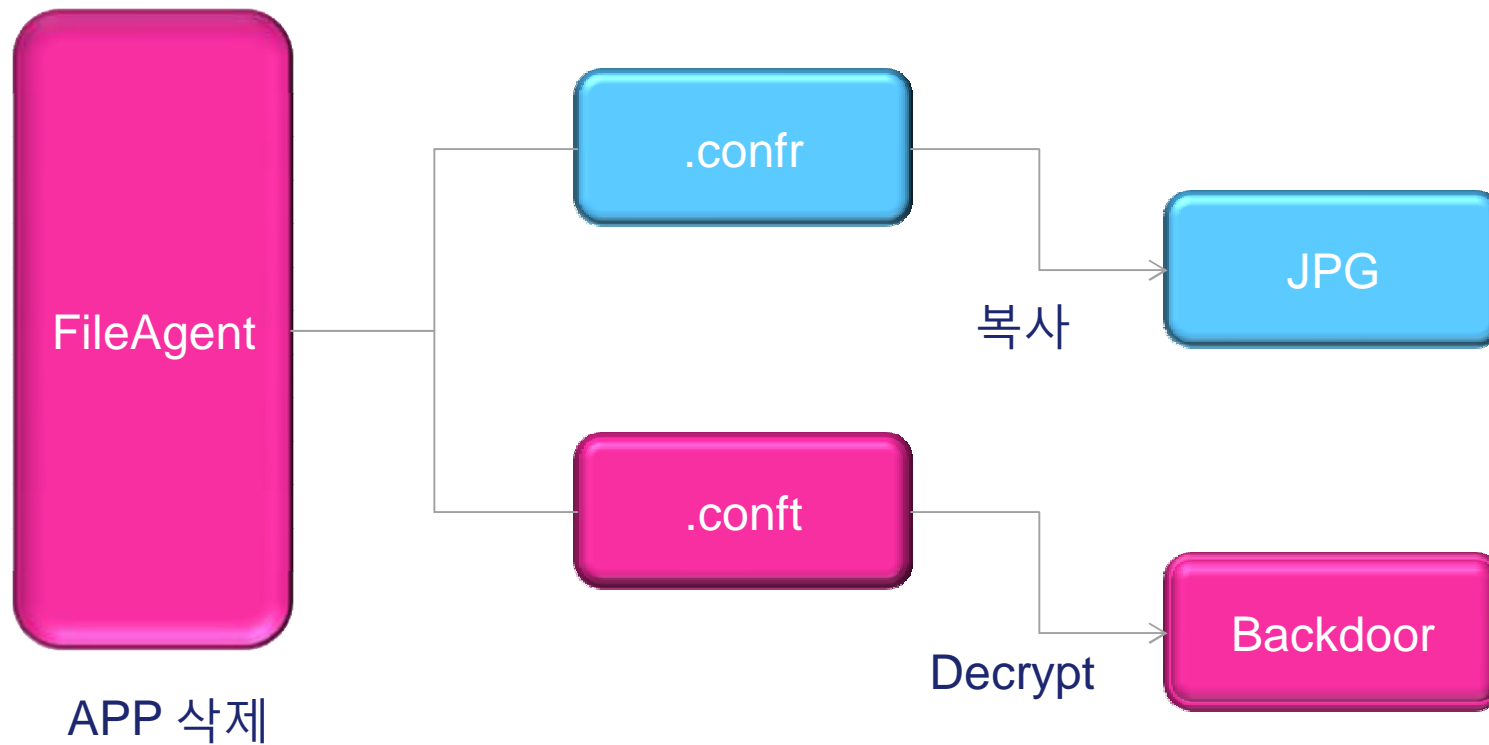 .confr
JPG
FileAgent
복사
.conft
Backdoor
Decrypt
APP 삭제